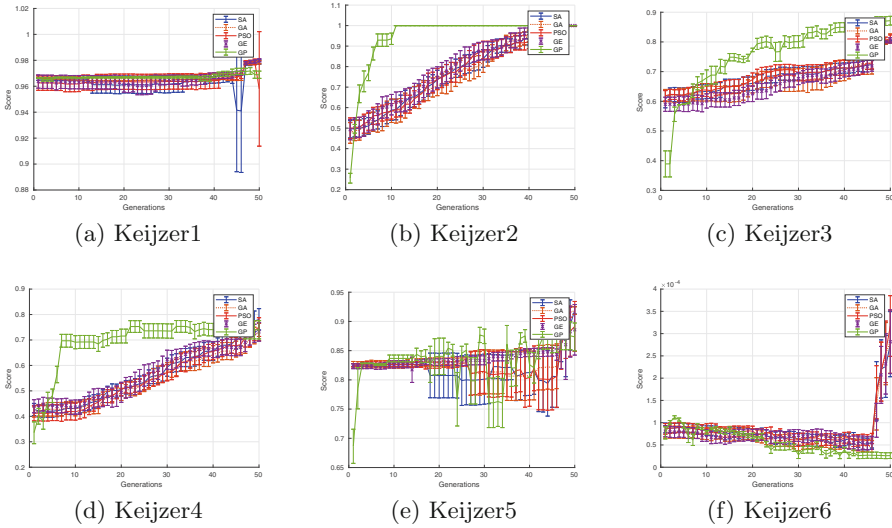 1.02
1
0.98
0.96
0.94
0.92
0.9
0.88
0
10
20
30
40
50
Score
Generations
SA
GA
PSO
GE
GP
(a) Keijzer1
1.1
1
0.9
0.8
0.7
0.6
0.5
0.4
0.3
0.2
0
10
20
30
40
50
Score
Generations
SA
GA
PSO
GE
GP
(b) Keijzer2
0.9
0.8
0.7
0.6
0.5
0.4
0.3
0
10
20
30
40
50
Score
Generations
SA
GA
PSO
GE
GP
(c) Keijzer3
0.9
0.8
0.7
0.6
0.5
0.4
0.3
0.2
0
10
20
30
40
50
Score
Generations
SA
GA
PSO
GE
GP
(d) Keijzer4
0.95
0.9
0.85
0.8
0.75
0.7
0.65
0
10
20
30
40
50
Score
Generations
SA
GA
PSO
GE
GP
(e) Keijzer5
× 10⁻⁴
4
3.5
3
2.5
2
1.5
1
0.5
0
0
10
20
30
40
50
Score
Generations
SA
GA
PSO
GE
GP
(f) Keijzer6